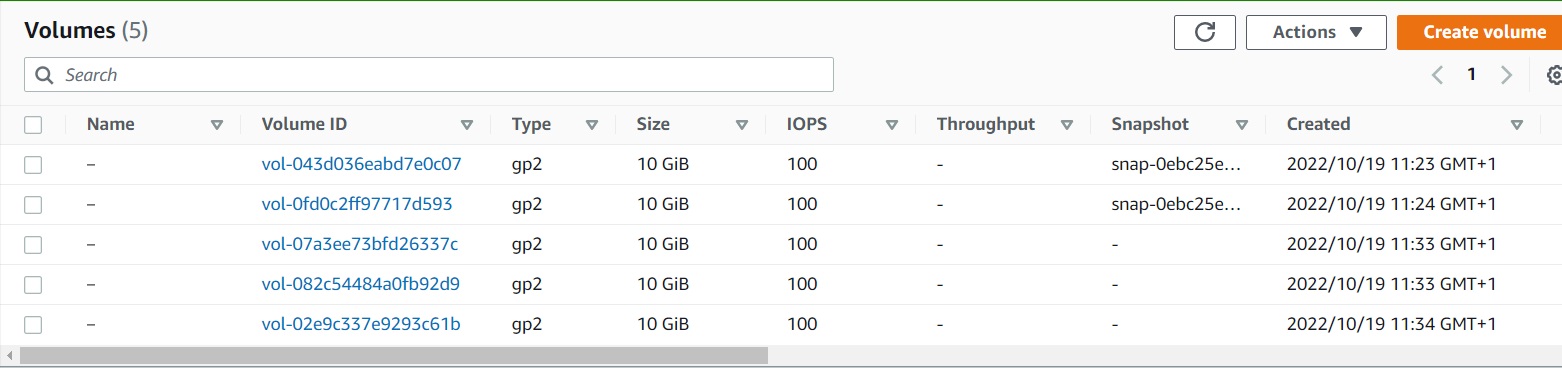 Volumes (5)
Actions
Create volume
Search
1
Name Volume ID Type Size IOPS Throughput Snapshot Created
– vol-043d036eabd7e0c07 gp2 10 GiB 100 - snap-0ebc25e... 2022/10/19 11:23 GMT+1
– vol-0fd0c2ff97717d593 gp2 10 GiB 100 - snap-0ebc25e... 2022/10/19 11:24 GMT+1
– vol-07a3ee73bfd26337c gp2 10 GiB 100 - - 2022/10/19 11:33 GMT+1
– vol-082c54484a0fb92d9 gp2 10 GiB 100 - - 2022/10/19 11:33 GMT+1
– vol-02e9c337e9293c61b gp2 10 GiB 100 - - 2022/10/19 11:34 GMT+1